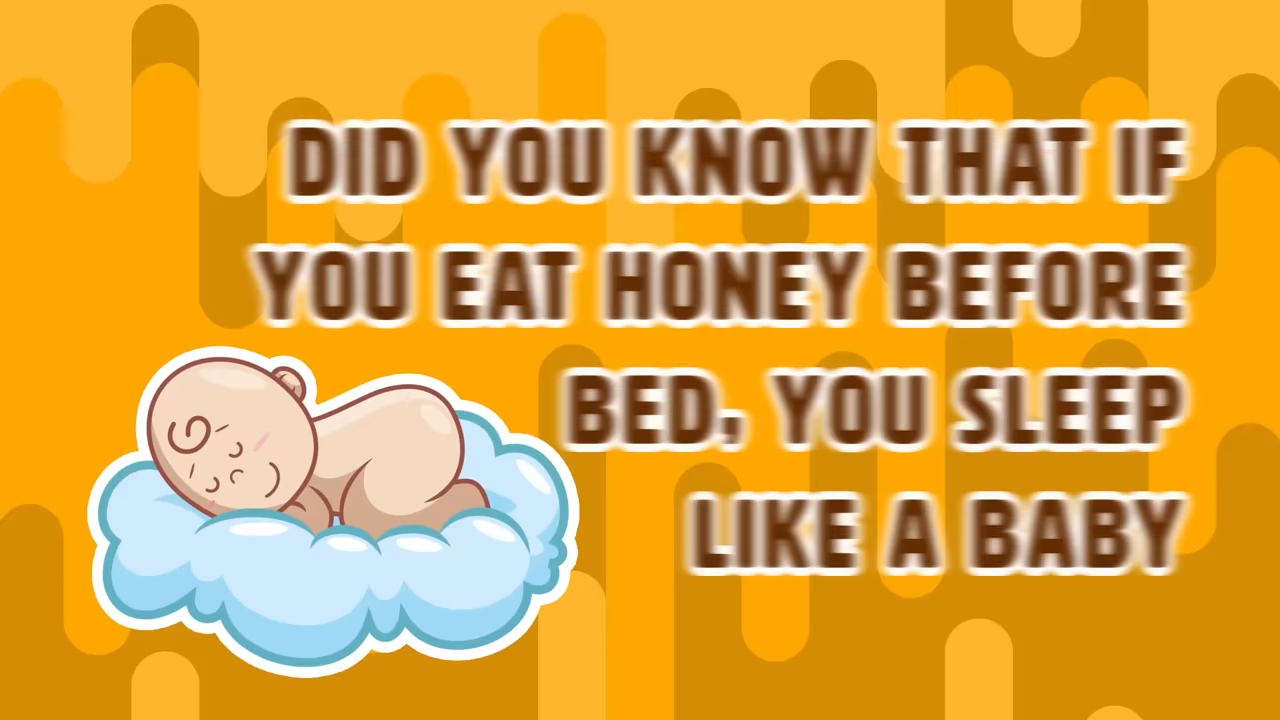 DID YOU KNOW THAT IF
YOU EAT HONEY BEFORE
BED, YOU SLEEP
LIKE A BABY